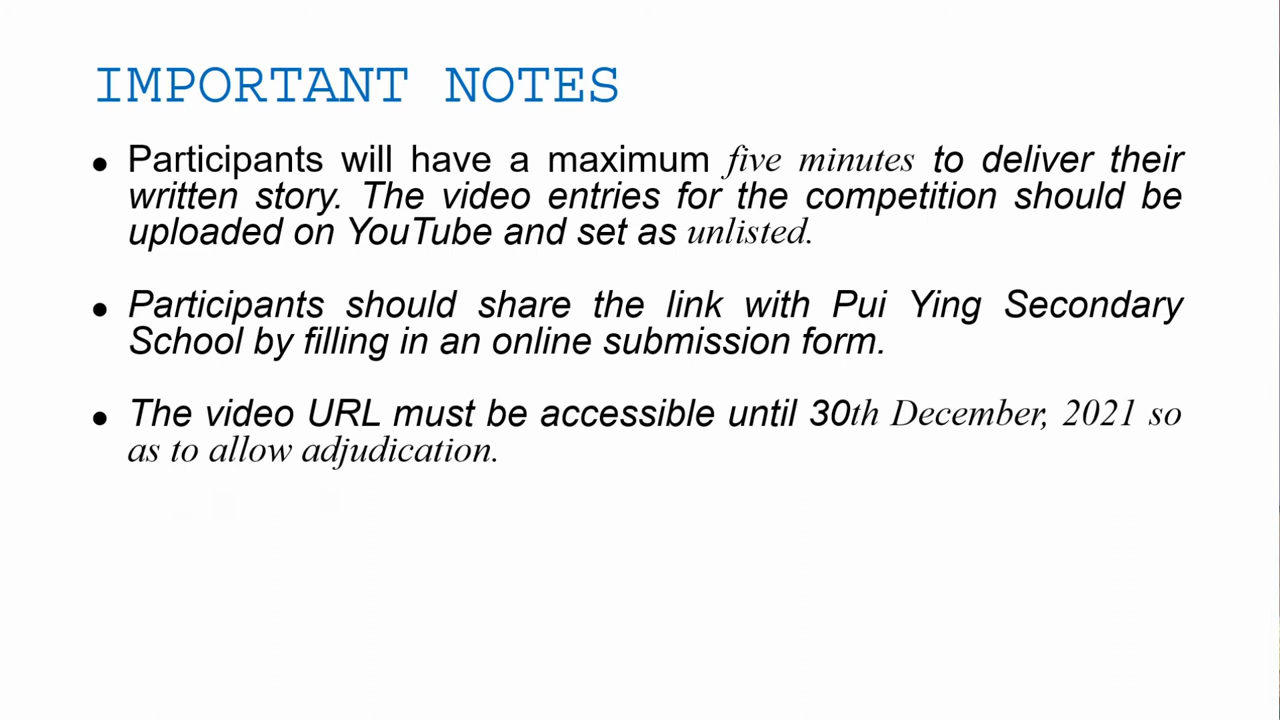 IMPORTANT NOTES
• Participants will have a maximum five minutes to deliver their
written story. The video entries for the competition should be
uploaded on YouTube and set as unlisted.
• Participants should share the link with Pui Ying Secondary
School by filling in an online submission form.
• The video URL must be accessible until 30th December, 2021 so
as to allow adjudication.